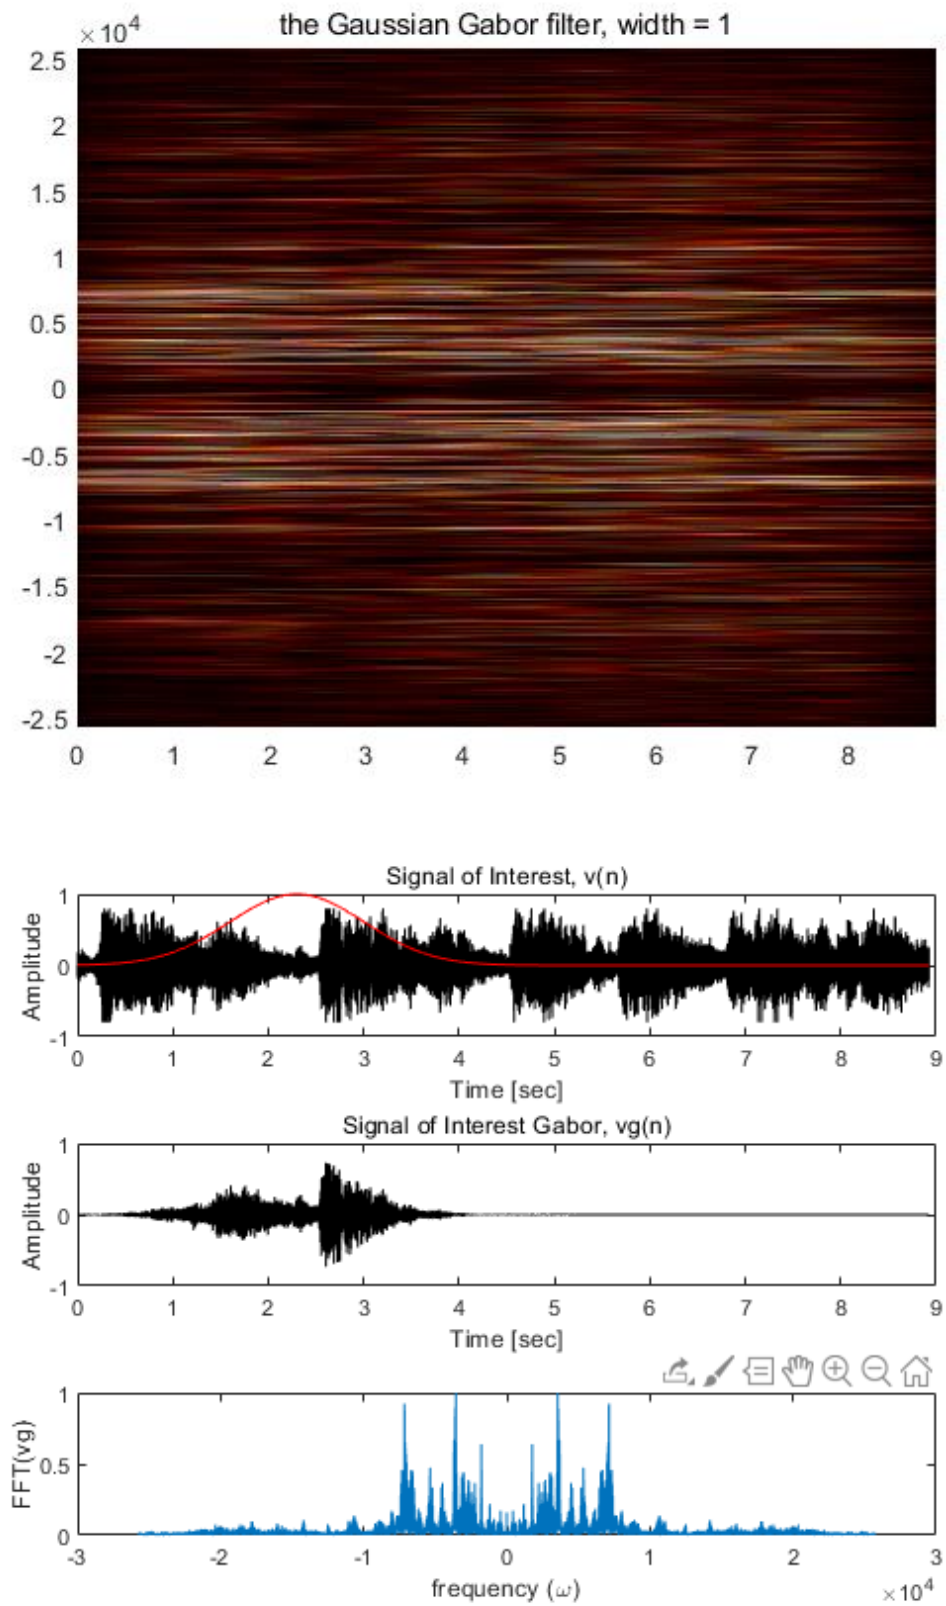 the Gaussian Gabor filter, width = 1
×10⁴
2.5
2
1.5
1
0.5
0
-0.5
-1
-1.5
-2
-2.5
0 1 2 3 4 5 6 7 8
Signal of Interest, v(n)
Amplitude
1
0
-1
0 1 2 3 4 5 6 7 8 9
Time [sec]
Signal of Interest Gabor, vg(n)
Amplitude
1
0
-1
0 1 2 3 4 5 6 7 8 9
Time [sec]
FFT(vg)
1
0.5
0
-3 -2 -1 0 1 2 3
frequency (ω)
×10⁴